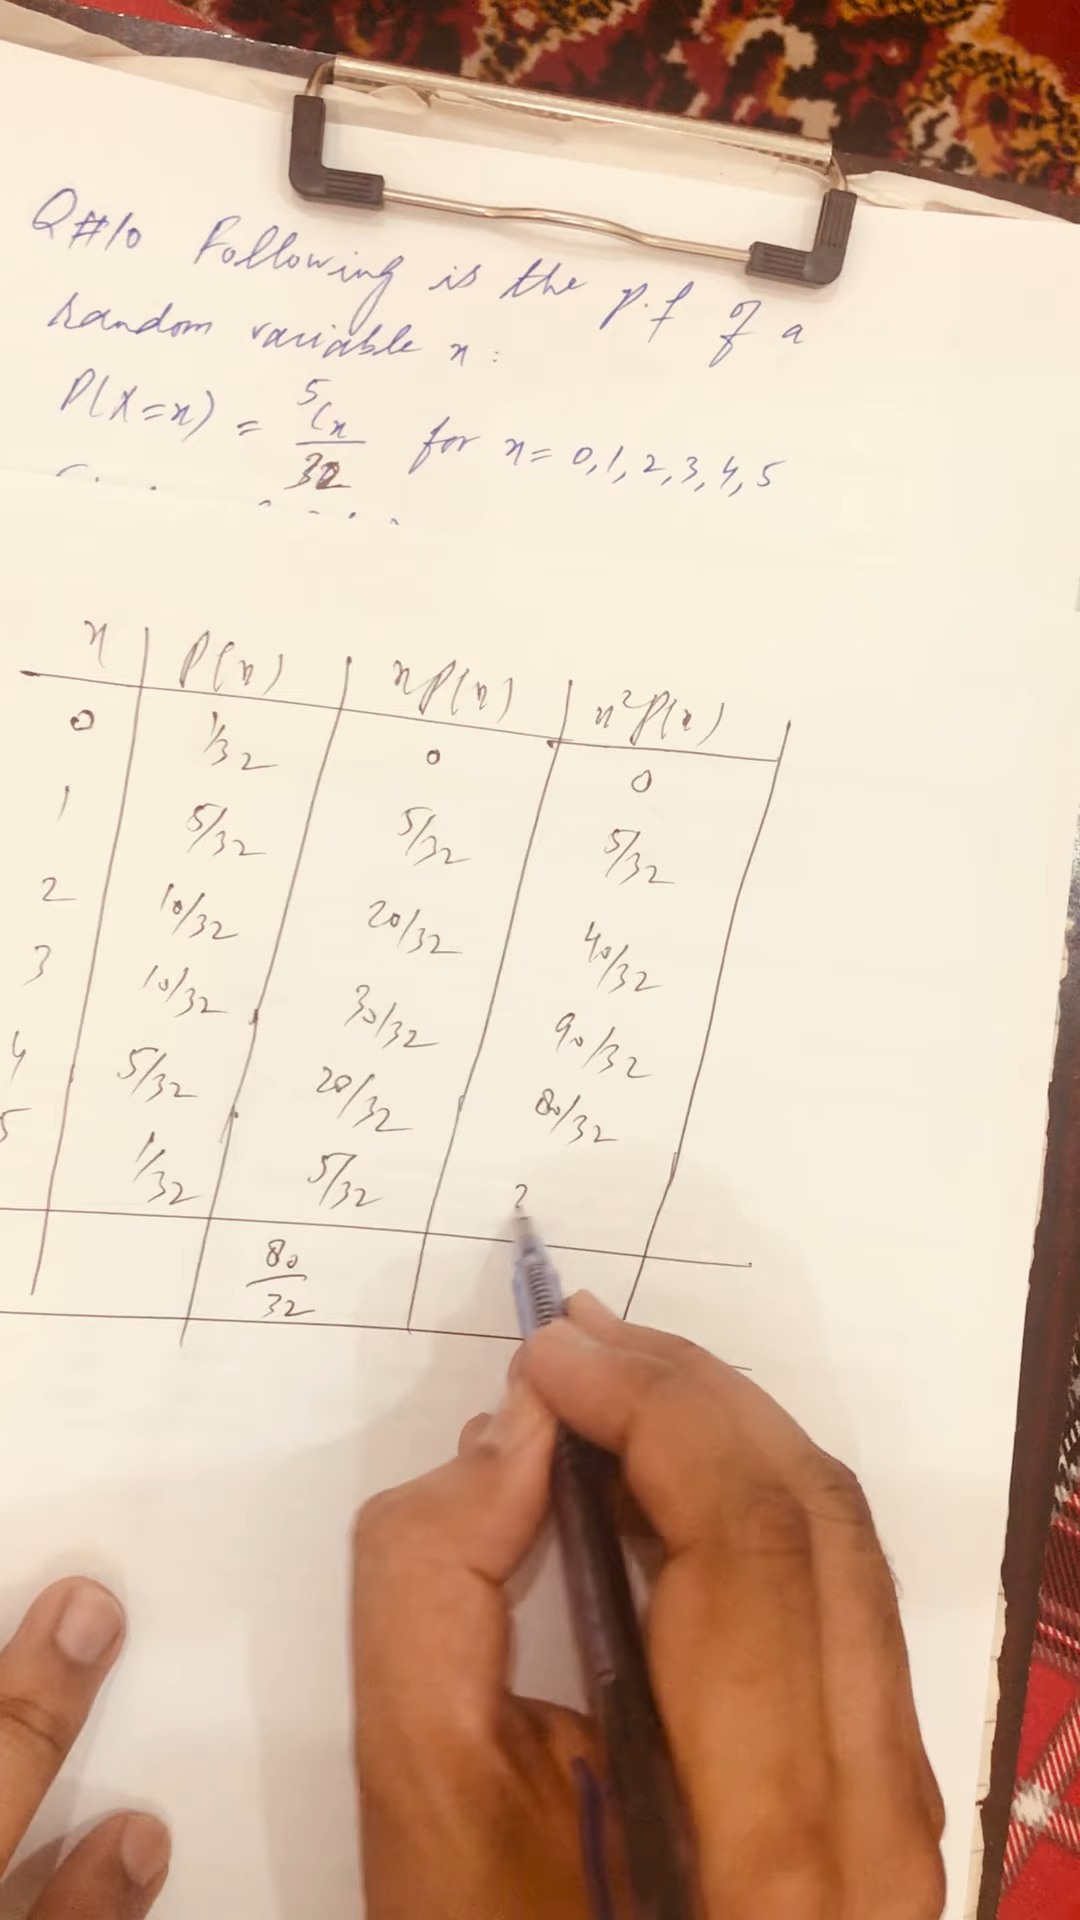 Q#10 Following is the p.f of a
random variable x:
P(X=x) = ⁵Cx/32 for x= 0,1,2,3,4,5
x P(x) xP(x) x²P(x)
0 1/32 0 0
1 5/32 5/32 5/32
2 10/32 20/32 40/32
3 10/32 30/32 90/32
4 5/32 20/32 80/32
5 1/32 5/32 2
80/32